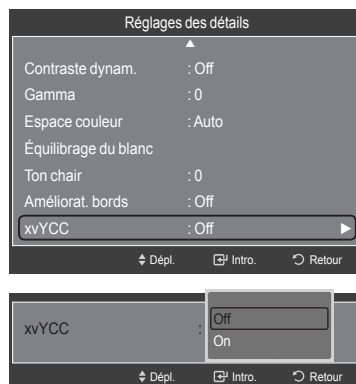 Réglages des détails
Contraste dynam. : Off
Gamma : 0
Espace couleur : Auto
Équilibrage du blanc
Ton chair : 0
Améliorat. bords : Off
xvYCC : Off
Dépl. Intro. Retour
xvYCC : Off
On
Dépl. Intro. Retour